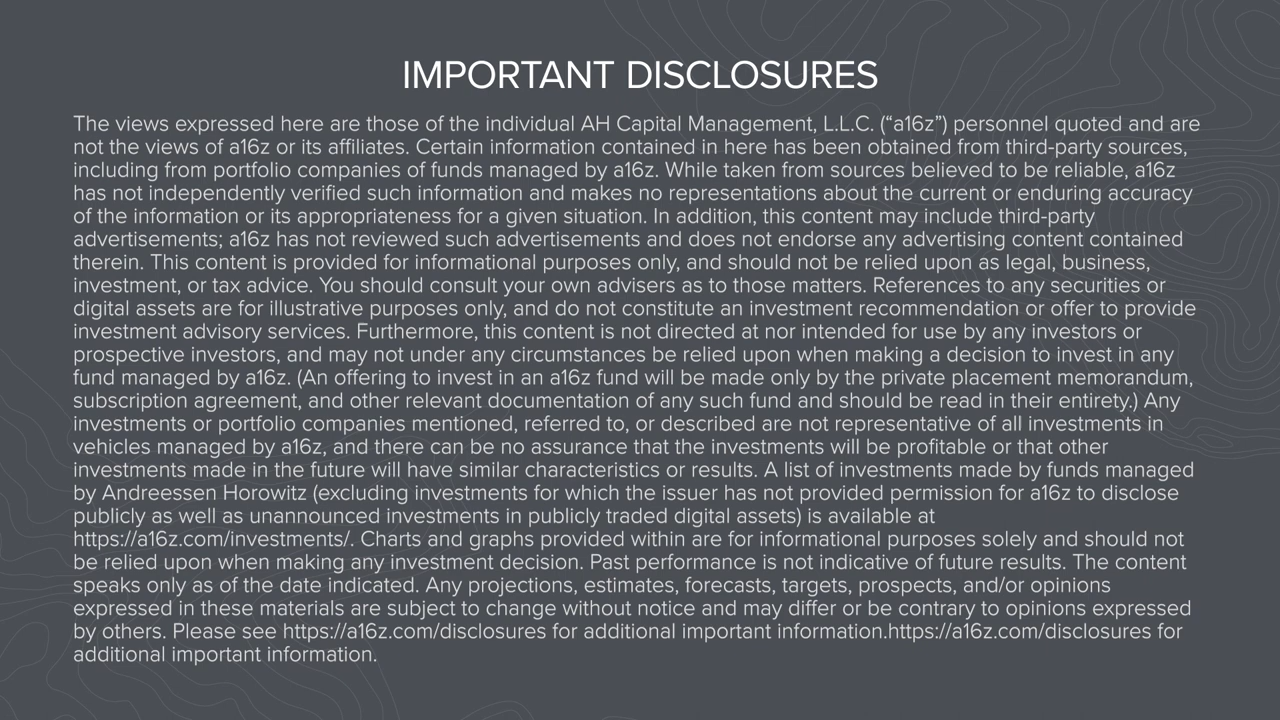 IMPORTANT DISCLOSURES
The views expressed here are those of the individual AH Capital Management, L.L.C. (“a16z”) personnel quoted and are
not the views of a16z or its affiliates. Certain information contained in here has been obtained from third-party sources,
including from portfolio companies of funds managed by a16z. While taken from sources believed to be reliable, a16z
has not independently verified such information and makes no representations about the current or enduring accuracy
of the information or its appropriateness for a given situation. In addition, this content may include third-party
advertisements; a16z has not reviewed such advertisements and does not endorse any advertising content contained
therein. This content is provided for informational purposes only, and should not be relied upon as legal, business,
investment, or tax advice. You should consult your own advisers as to those matters. References to any securities or
digital assets are for illustrative purposes only, and do not constitute an investment recommendation or offer to provide
investment advisory services. Furthermore, this content is not directed at nor intended for use by any investors or
prospective investors, and may not under any circumstances be relied upon when making a decision to invest in any
fund managed by a16z. (An offering to invest in an a16z fund will be made only by the private placement memorandum,
subscription agreement, and other relevant documentation of any such fund and should be read in their entirety.) Any
investments or portfolio companies mentioned, referred to, or described are not representative of all investments in
vehicles managed by a16z, and there can be no assurance that the investments will be profitable or that other
investments made in the future will have similar characteristics or results. A list of investments made by funds managed
by Andreessen Horowitz (excluding investments for which the issuer has not provided permission for a16z to disclose
publicly as well as unannounced investments in publicly traded digital assets) is available at
https://a16z.com/investments/. Charts and graphs provided within are for informational purposes solely and should not
be relied upon when making any investment decision. Past performance is not indicative of future results. The content
speaks only as of the date indicated. Any projections, estimates, forecasts, targets, prospects, and/or opinions
expressed in these materials are subject to change without notice and may differ or be contrary to opinions expressed
by others. Please see https://a16z.com/disclosures for additional important information.https://a16z.com/disclosures for
additional important information.